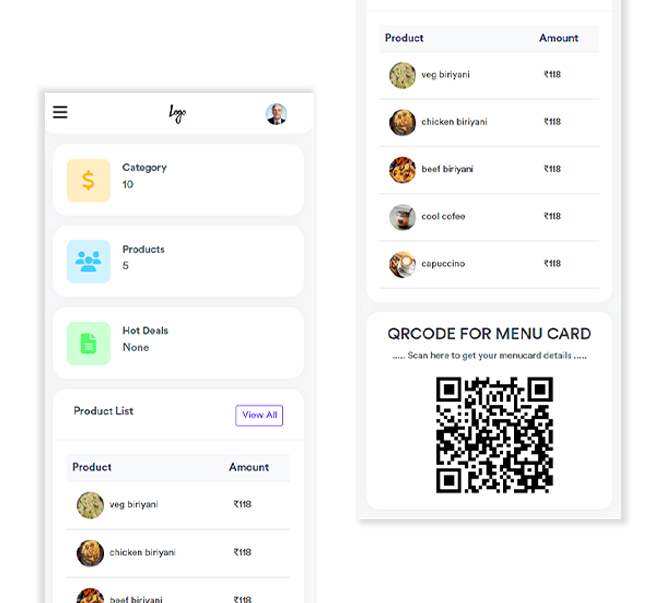 Logo
Category
10
Products
5
Hot Deals
None
Product List
View All
Product Amount
veg biriyani ₹118
chicken biriyani ₹118
beef biriyani ₹118
Product Amount
veg biriyani ₹118
chicken biriyani ₹118
beef biriyani ₹118
cool cofee ₹118
capuccino ₹118
QRCODE FOR MENU CARD
..... Scan here to get your menucard details .....